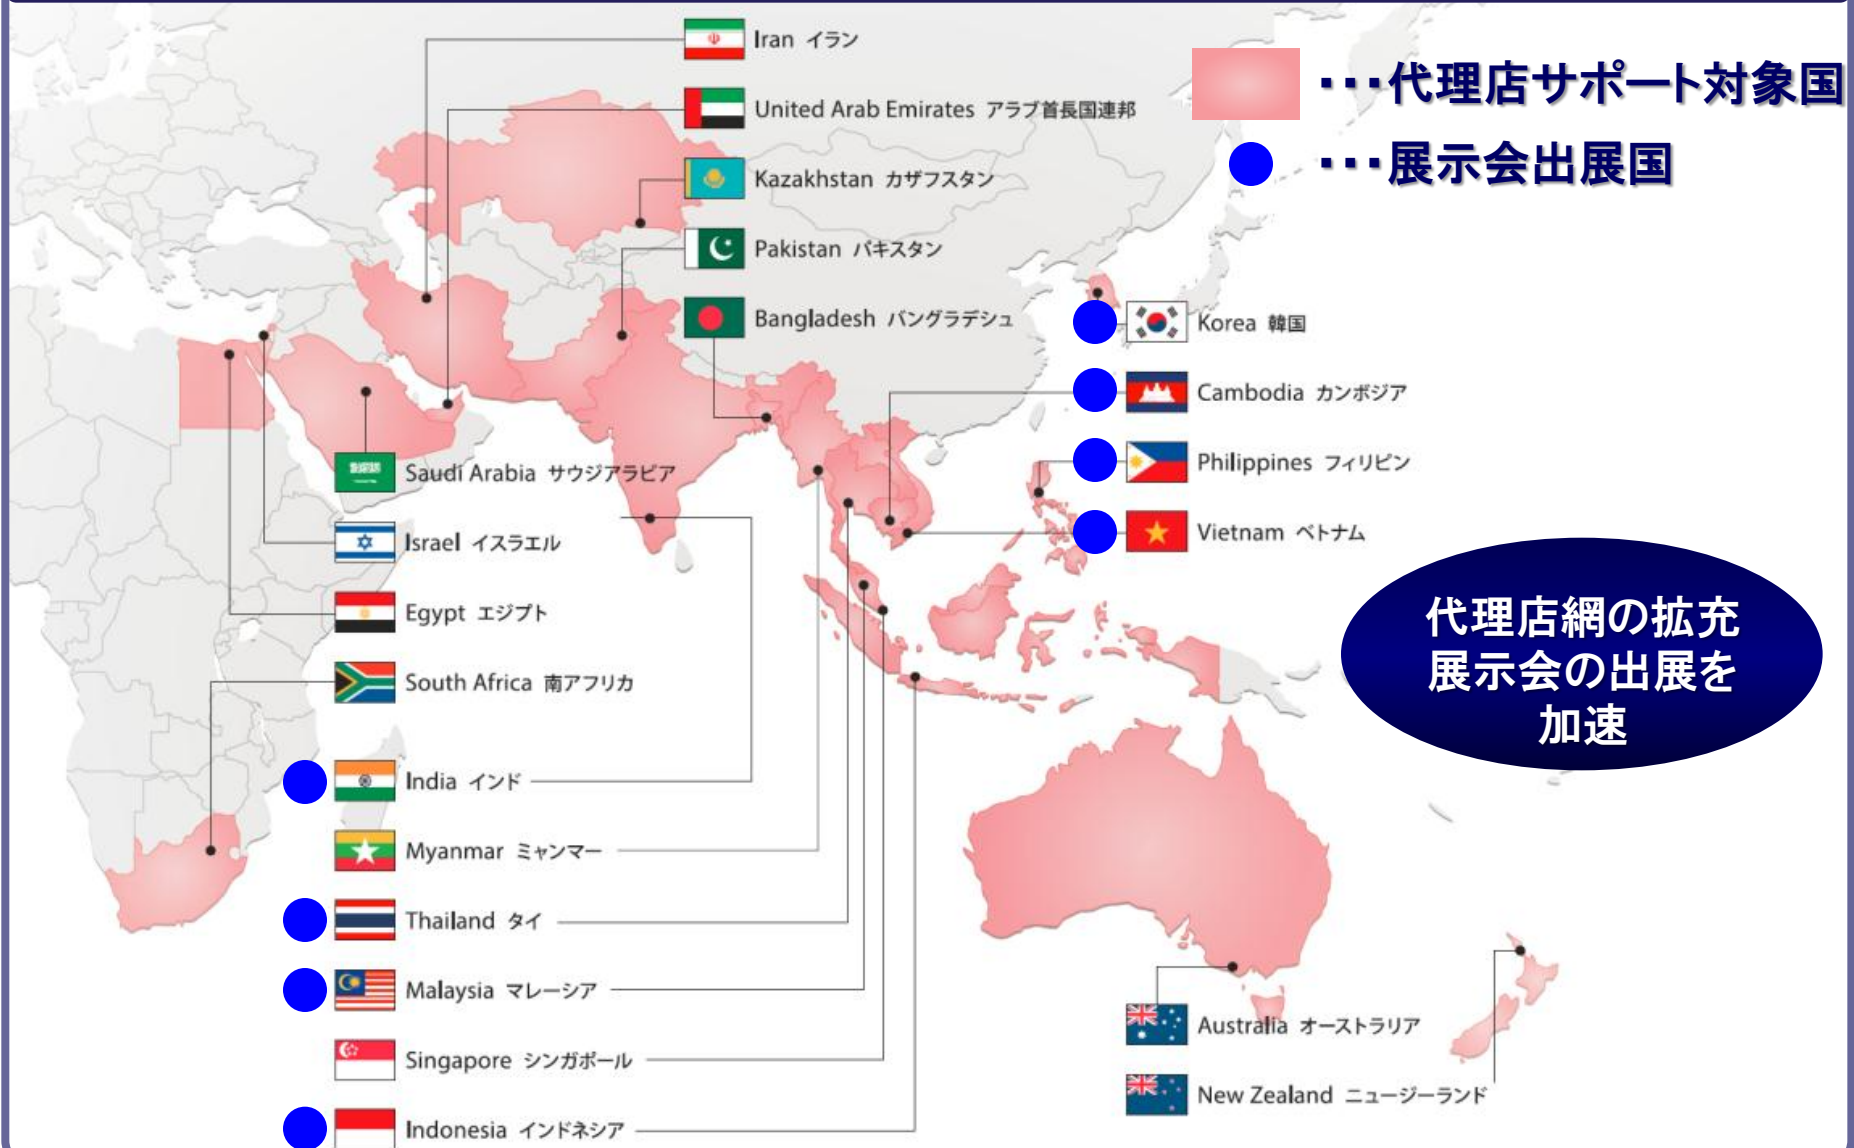 Iran イラン
United Arab Emirates アラブ首長国連邦
Kazakhstan カザフスタン
Pakistan パキスタン
Bangladesh バングラデシュ
・・・代理店サポート対象国
・・・展示会出展国
Korea 韓国
Cambodia カンボジア
Philippines フィリピン
Vietnam ベトナム
Saudi Arabia サウジアラビア
Israel イスラエル
Egypt エジプト
South Africa 南アフリカ
India インド
Myanmar ミャンマー
Thailand タイ
Malaysia マレーシア
Singapore シンガポール
Indonesia インドネシア
代理店網の拡充
展示会の出展を
加速
Australia オーストラリア
New Zealand ニュージーランド